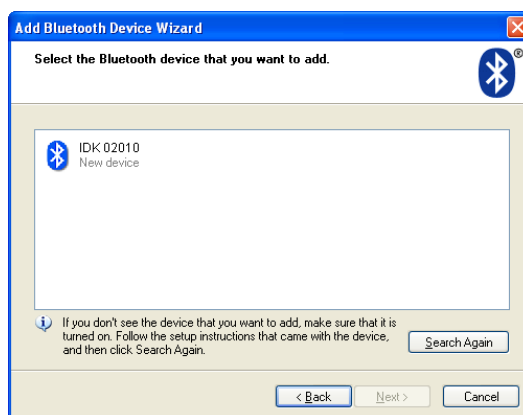 Add Bluetooth Device Wizard
Select the Bluetooth device that you want to add.
®
IDK 02010
New device
If you don't see the device that you want to add, make sure that it is
turned on. Follow the setup instructions that came with the device,
and then click Search Again.
Search Again
< Back
Next >
Cancel